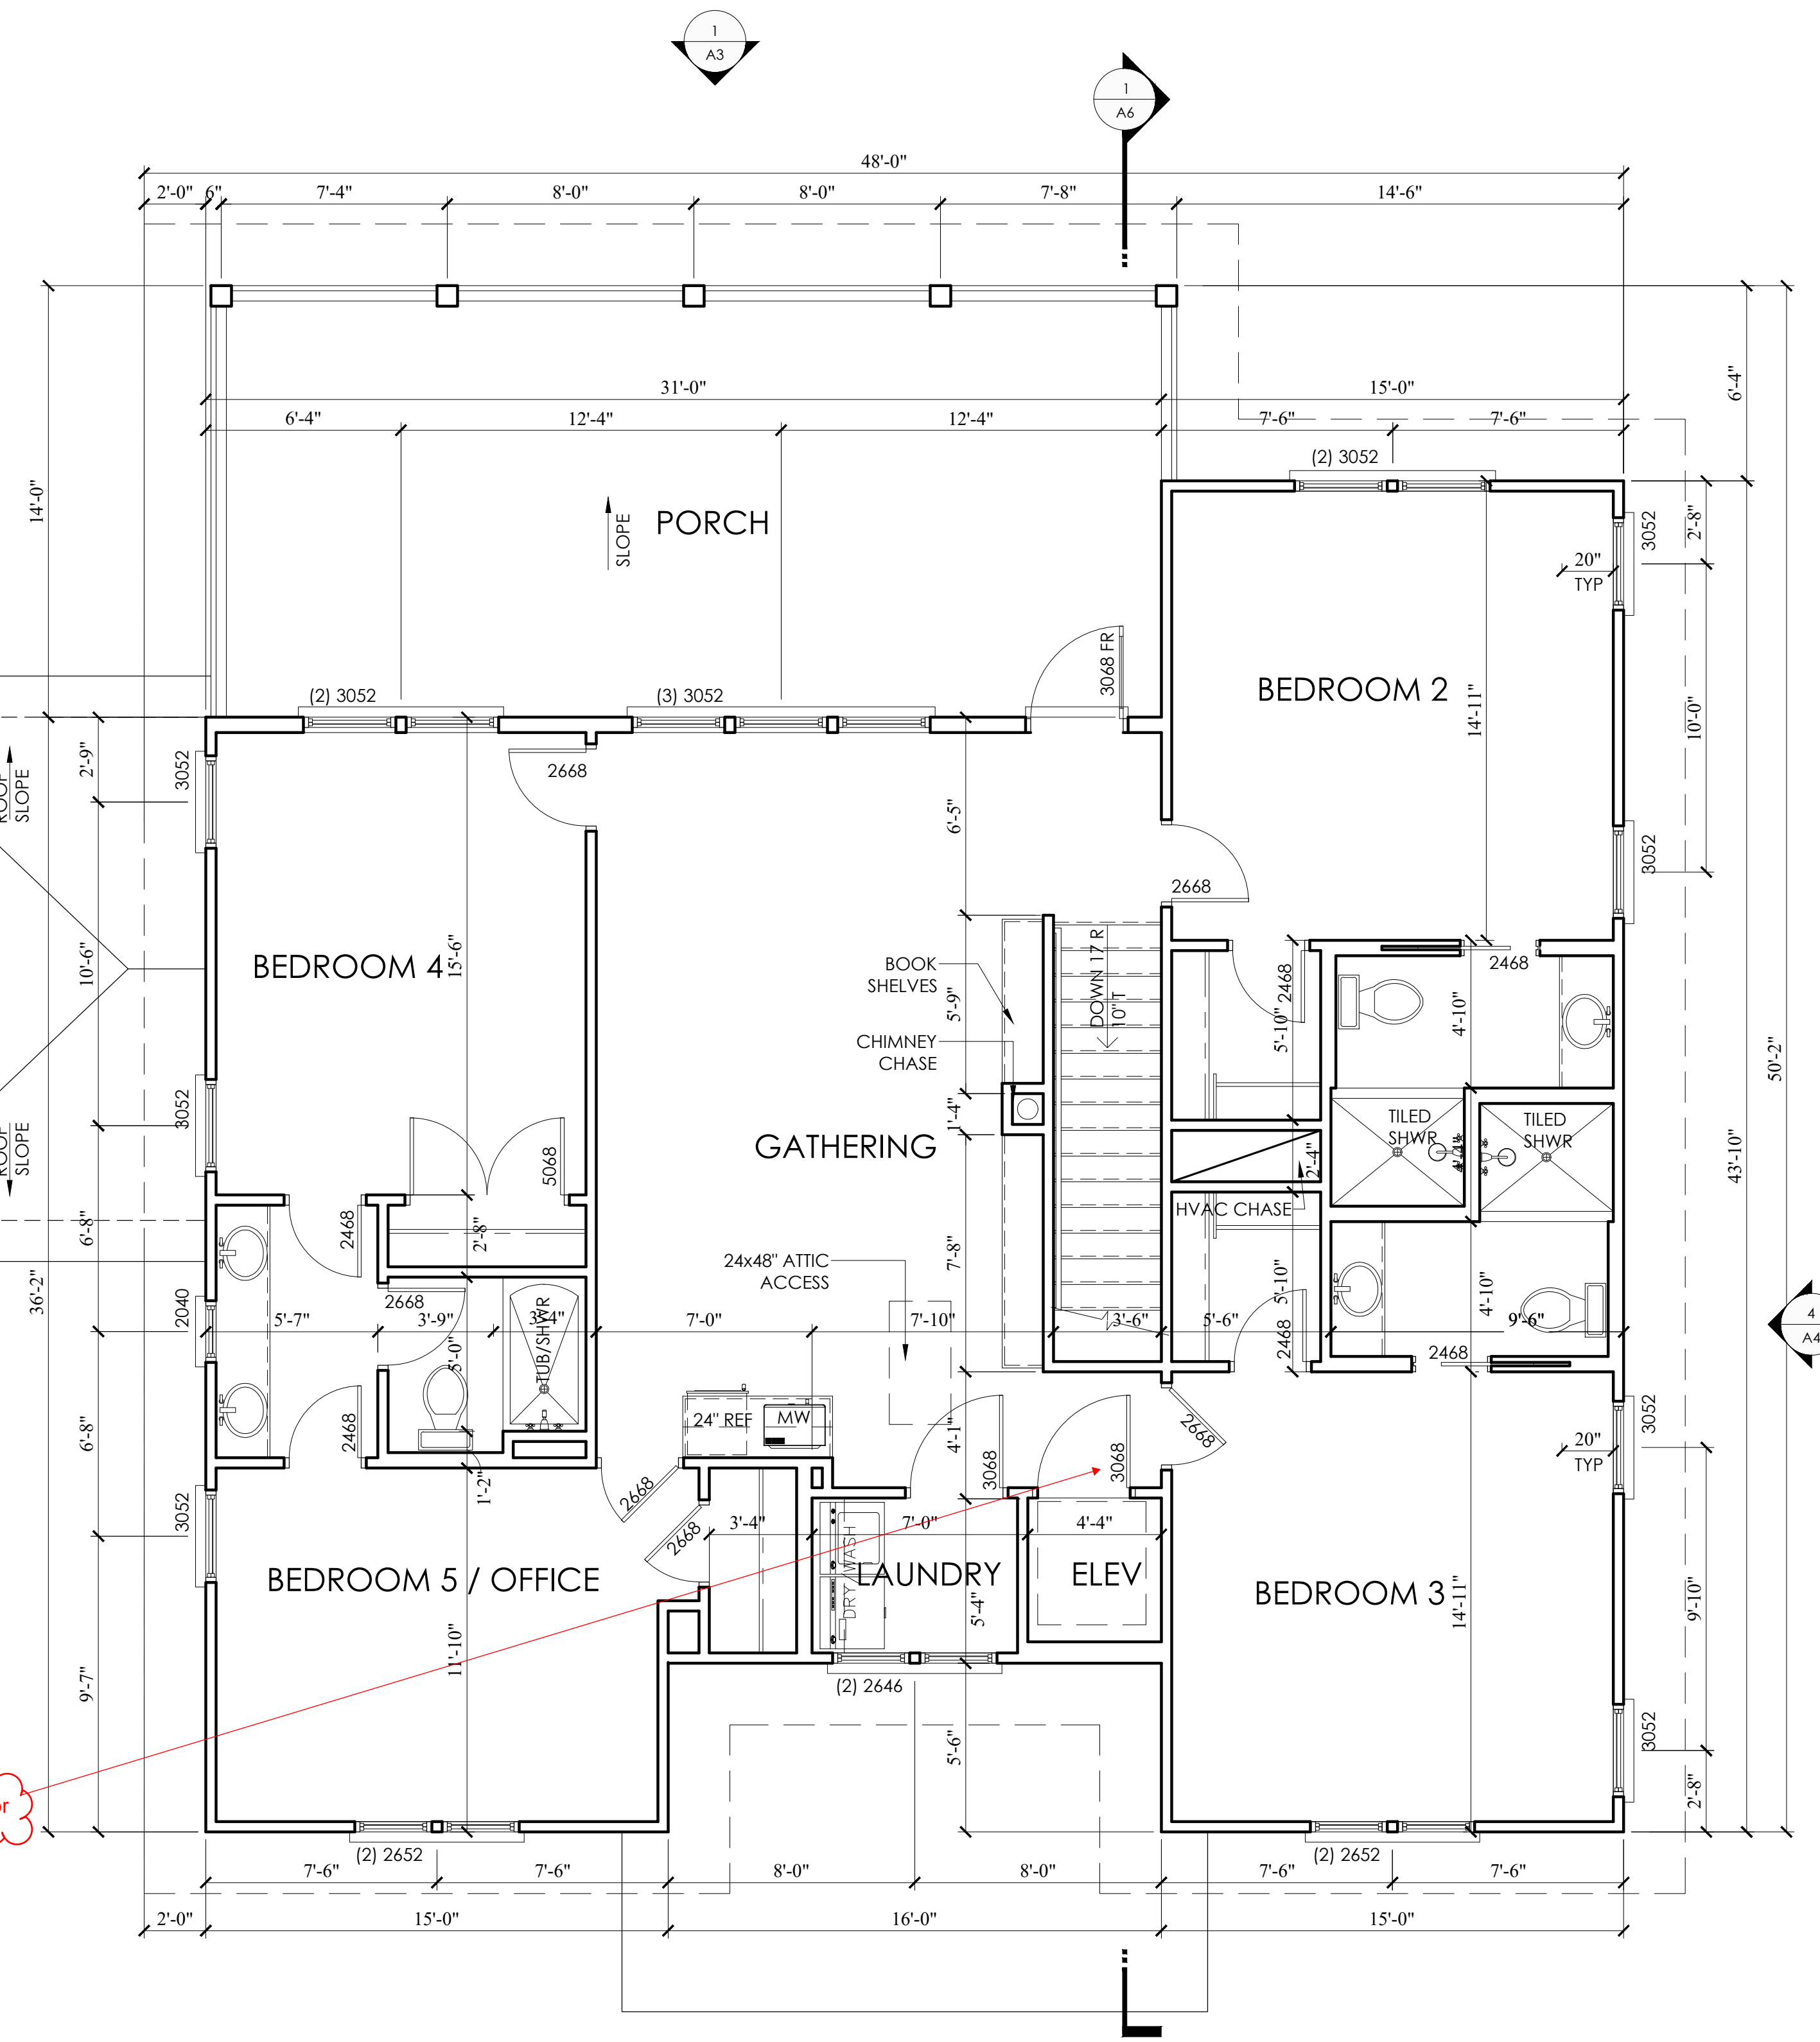 1
A3
1
A6
48'-0"
2'-0" 6" 7'-4" 8'-0" 8'-0" 7'-8" 14'-6"
31'-0" 15'-0"
6'-4" 12'-4" 12'-4" 7'-6" 7'-6"
6'-4"
(2) 3052
14'-0"
PORCH
SLOPE
3052
2'-8"
20"
TYP
3068 FR
BEDROOM 2
14'-11"
10'-0"
(2) 3052
(3) 3052
2'-9"
3052
ROOF
SLOPE
2668
6'-5"
3052
2668
BEDROOM 4
15'-6"
10'-6"
BOOK
SHELVES
5'-9"
DOWN 17 R
10" T
2468
5'-10"
2468
4'-10"
CHIMNEY
CHASE
50'-2"
3052
ROOF
SLOPE
1'-4"
GATHERING
TILED
SHWR
TILED
SHWR
4'-4"
2'-4"
43'-10"
5068
HVAC CHASE
6'-8"
2468
2'-8"
24x48" ATTIC
ACCESS
7'-8"
5'-10"
4'-10"
36'-2"
2040
2668
TUB/SHWR
5'-7" 3'-9" 3'-4" 7'-0" 7'-10" 3'-6" 5'-6" 9'-6"
5'-0"
2468
2468
4
A4
6'-8"
2468
24" REF
MW
4'-1"
3068
3068
2668
3052
20"
TYP
1'-2"
3052
2668
2668
3'-4" 7'-0" 4'-4"
DRY/WASH
BEDROOM 5 / OFFICE
LAUNDRY
ELEV
BEDROOM 3
5'-4"
14'-11"
9'-10"
11'-10"
9'-7"
(2) 2646
3052
5'-6"
2'-8"
or
(2) 2652
(2) 2652
7'-6" 7'-6" 8'-0" 8'-0" 7'-6" 7'-6"
2'-0" 15'-0" 16'-0" 15'-0"